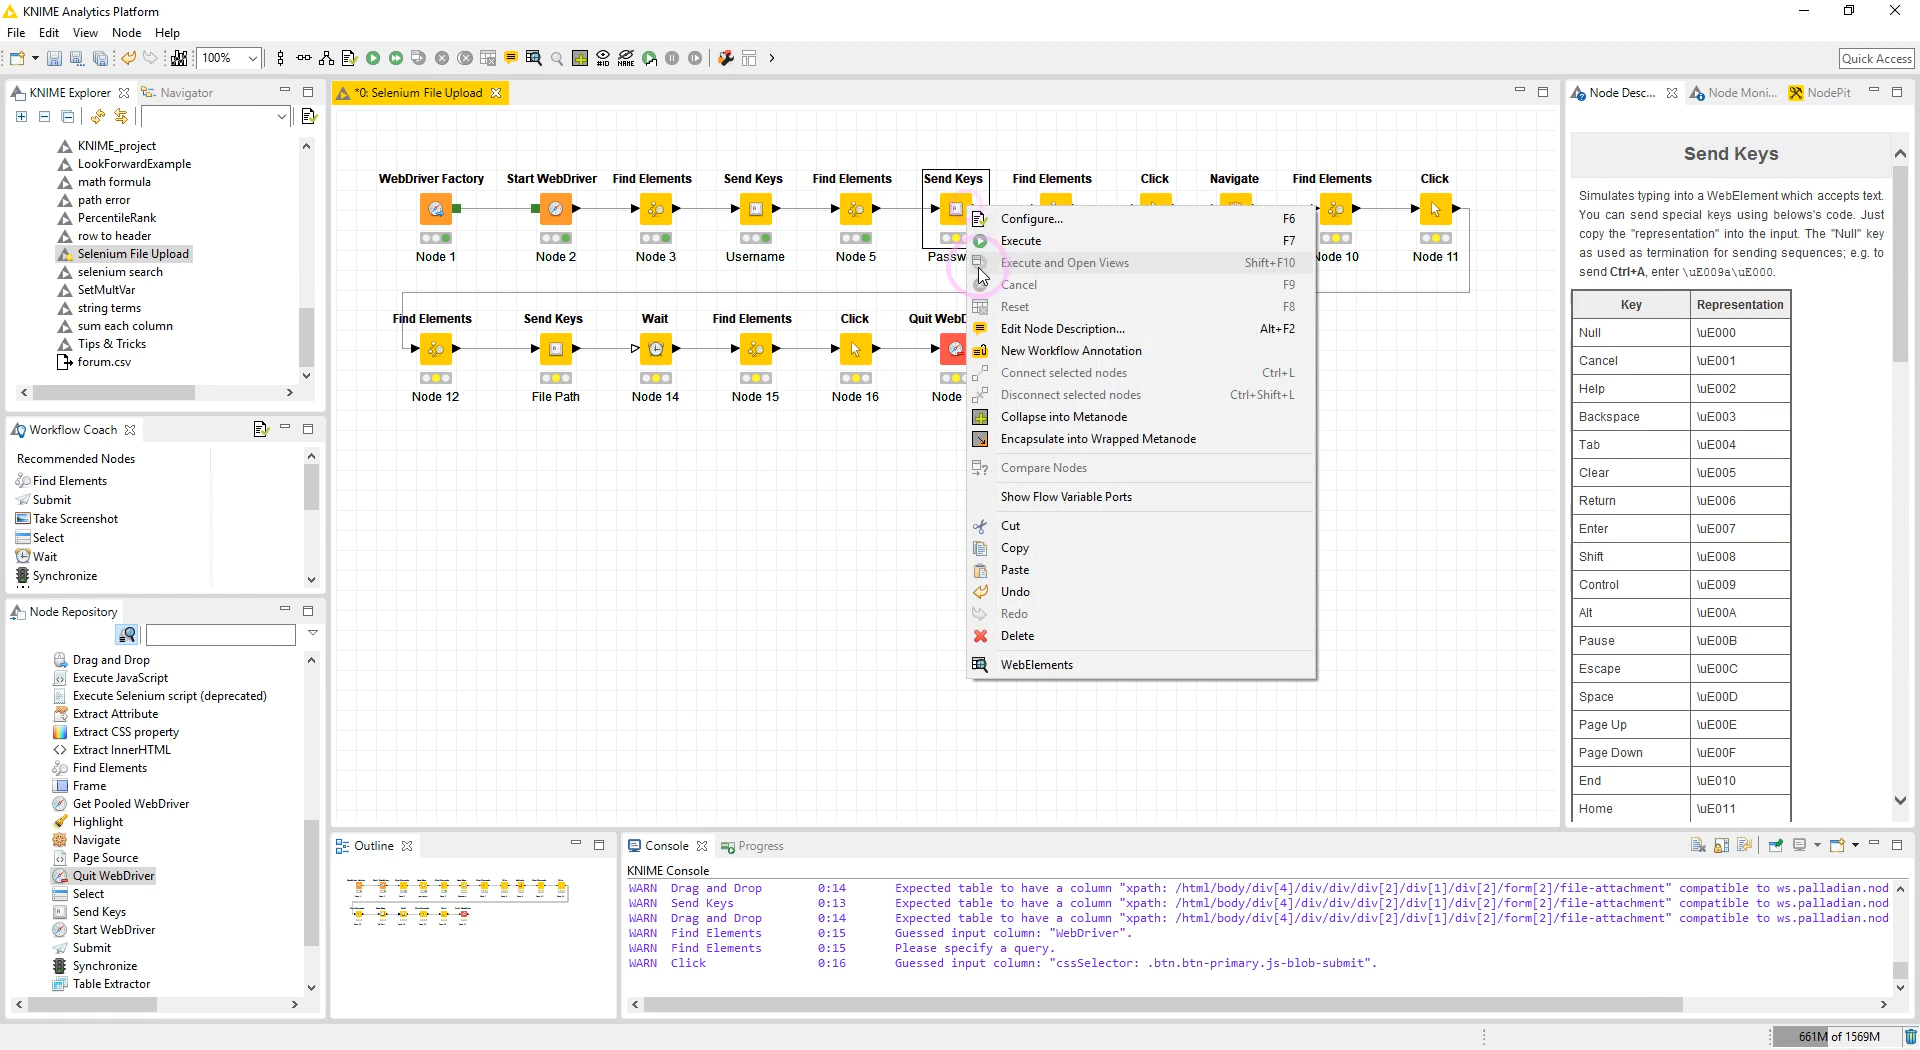 KNIME Analytics Platform
File Edit View Node Help
100%
Quick Access
KNIME Explorer
Navigator
KNIME_project
LookForwardExample
math formula
path error
PercentileRank
row to header
Selenium File Upload
selenium search
SetMultVar
string terms
sum each column
Tips & Tricks
forum.csv
Workflow Coach
Recommended Nodes
Find Elements
Submit
Take Screenshot
Select
Wait
Synchronize
Node Repository
Drag and Drop
Execute JavaScript
Execute Selenium script (deprecated)
Extract Attribute
Extract CSS property
Extract InnerHTML
Find Elements
Frame
Get Pooled WebDriver
Highlight
Navigate
Page Source
Quit WebDriver
Select
Send Keys
Start WebDriver
Submit
Synchronize
Table Extractor
*0: Selenium File Upload
WebDriver Factory Start WebDriver Find Elements Send Keys Find Elements Send Keys Find Elements Click Navigate Find Elements Click
Node 1 Node 2 Node 3 Username Node 5 Passw Node 10 Node 11
Find Elements Send Keys Wait Find Elements Click Quit WebD
Node 12 File Path Node 14 Node 15 Node 16 Node
Configure... F6
Execute F7
Execute and Open Views Shift+F10
Cancel F9
Reset F8
Edit Node Description... Alt+F2
New Workflow Annotation
Connect selected nodes Ctrl+L
Disconnect selected nodes Ctrl+Shift+L
Collapse into Metanode
Encapsulate into Wrapped Metanode
Compare Nodes
Show Flow Variable Ports
Cut
Copy
Paste
Undo
Redo
Delete
WebElements
Outline
Console
Progress
KNIME Console
WARN Drag and Drop 0:14 Expected table to have a column "xpath: /html/body/div[4]/div/div/div[2]/div[1]/div[2]/form[2]/file-attachment" compatible to ws.palladian.nod
WARN Send Keys 0:13 Expected table to have a column "xpath: /html/body/div[4]/div/div/div[2]/div[1]/div[2]/form[2]/file-attachment" compatible to ws.palladian.nod
WARN Drag and Drop 0:14 Expected table to have a column "xpath: /html/body/div[4]/div/div/div[2]/div[1]/div[2]/form[2]/file-attachment" compatible to ws.palladian.nod
WARN Find Elements 0:15 Guessed input column: "WebDriver".
WARN Find Elements 0:15 Please specify a query.
WARN Click 0:16 Guessed input column: "cssSelector: .btn.btn-primary.js-blob-submit".
Node Desc...
Node Moni...
NodePit
Send Keys
Simulates typing into a WebElement which accepts text.
You can send special keys using belows's code. Just
copy the "representation" into the input. The "Null" key
as used as termination for sending sequences; e.g. to
send Ctrl+A, enter \uE009a\uE000.
Key Representation
Null \uE000
Cancel \uE001
Help \uE002
Backspace \uE003
Tab \uE004
Clear \uE005
Return \uE006
Enter \uE007
Shift \uE008
Control \uE009
Alt \uE00A
Pause \uE00B
Escape \uE00C
Space \uE00D
Page Up \uE00E
Page Down \uE00F
End \uE010
Home \uE011
661M of 1569M